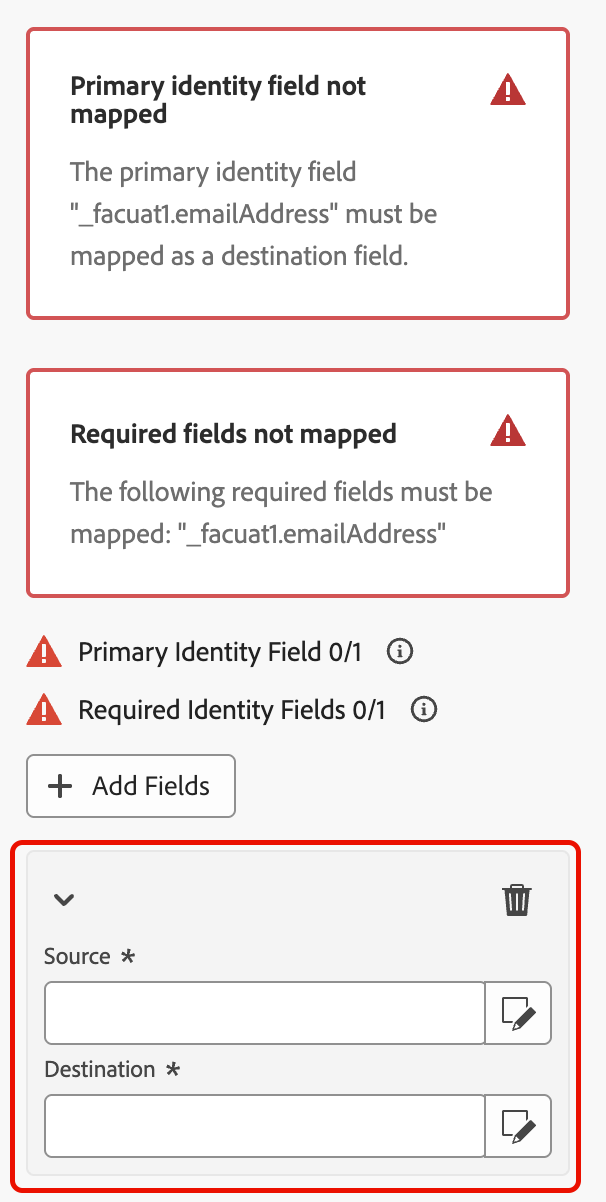 Primary identity field not
mapped
The primary identity field
"_facuat1.emailAddress" must be
mapped as a destination field.
Required fields not mapped
The following required fields must be
mapped: "_facuat1.emailAddress"
Primary Identity Field 0/1
Required Identity Fields 0/1
Add Fields
Source *
Destination *